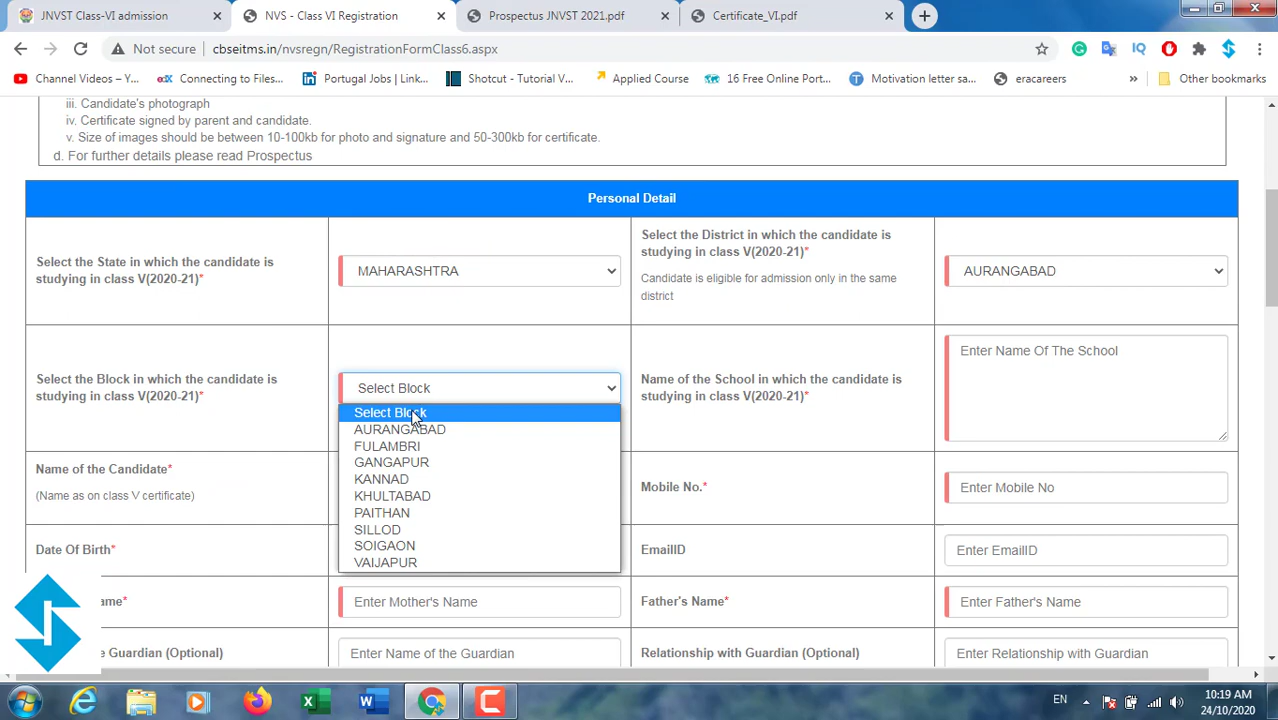 JNVST Class-VI admission
NVS - Class VI Registration
Prospectus JNVST 2021.pdf
Certificate_VI.pdf
Not secure
cbseitms.in/nvsregn/RegistrationFormClass6.aspx
IQ
Channel Videos – Y...
Connecting to Files...
Portugal Jobs | Link...
Shotcut - Tutorial V...
Applied Course
16 Free Online Port...
Motivation letter sa...
eracareers
»
Other bookmarks
iii. Candidate's photograph
iv. Certificate signed by parent and candidate.
v. Size of images should be between 10-100kb for photo and signature and 50-300kb for certificate.
d. For further details please read Prospectus
Personal Detail
Select the State in which the candidate is
studying in class V(2020-21)*
MAHARASHTRA
Select the District in which the candidate is
studying in class V(2020-21)*
Candidate is eligible for admission only in the same
district
AURANGABAD
Select the Block in which the candidate is
studying in class V(2020-21)*
Select Block
Select Block
AURANGABAD
FULAMBRI
GANGAPUR
KANNAD
KHULTABAD
PAITHAN
SILLOD
SOIGAON
VAIJAPUR
Name of the School in which the candidate is
studying in class V(2020-21)*
Enter Name Of The School
Name of the Candidate*
(Name as on class V certificate)
Mobile No.*
Enter Mobile No
Date Of Birth*
EmailID
Enter EmailID
ame*
Enter Mother's Name
Father's Name*
Enter Father's Name
e Guardian (Optional)
Enter Name of the Guardian
Relationship with Guardian (Optional)
Enter Relationship with Guardian
EN
10:19 AM
24/10/2020